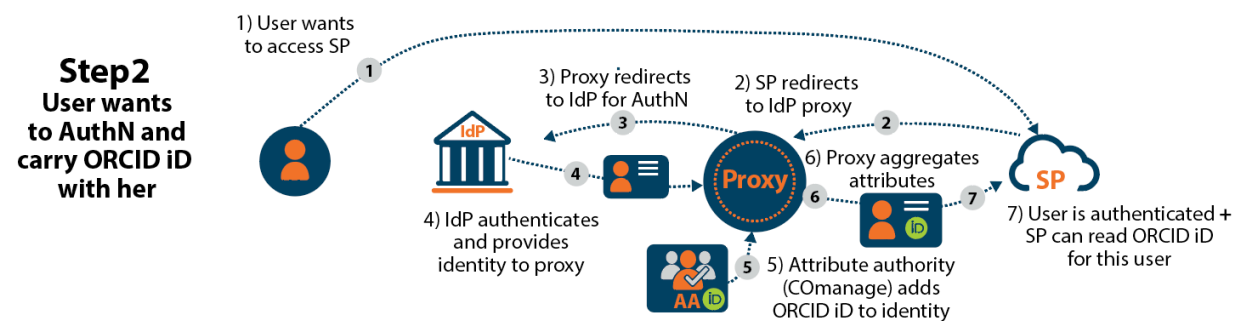 Step2
User wants
to AuthN and
carry ORCID iD
with her
1) User wants
to access SP
1
3) Proxy redirects
to IdP for AuthN
2) SP redirects
to IdP proxy
IdP
3
2
4
Proxy
6) Proxy aggregates
attributes
6
7
iD
SP
4) IdP authenticates
and provides
identity to proxy
AA iD
5
5) Attribute authority
(COmanage) adds
ORCID iD to identity
7) User is authenticated +
SP can read ORCID iD
for this user